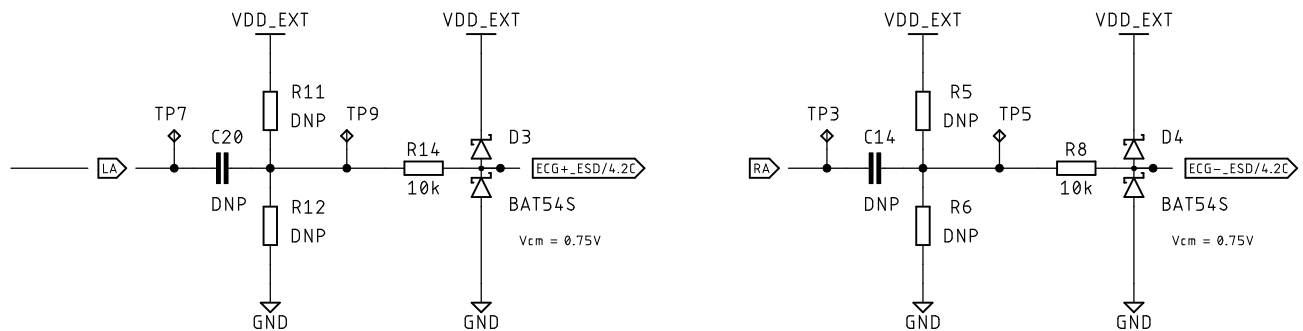 VDD_EXT
VDD_EXT
R11
DNP
TP7
C20
TP9
D3
R14
LA
ECG+_ESD/4.2C
10k
DNP
R12
DNP
BAT54S
Vcm = 0.75V
GND
GND
VDD_EXT
VDD_EXT
R5
DNP
TP3
C14
TP5
D4
R8
RA
ECG-_ESD/4.2C
10k
DNP
R6
DNP
BAT54S
Vcm = 0.75V
GND
GND